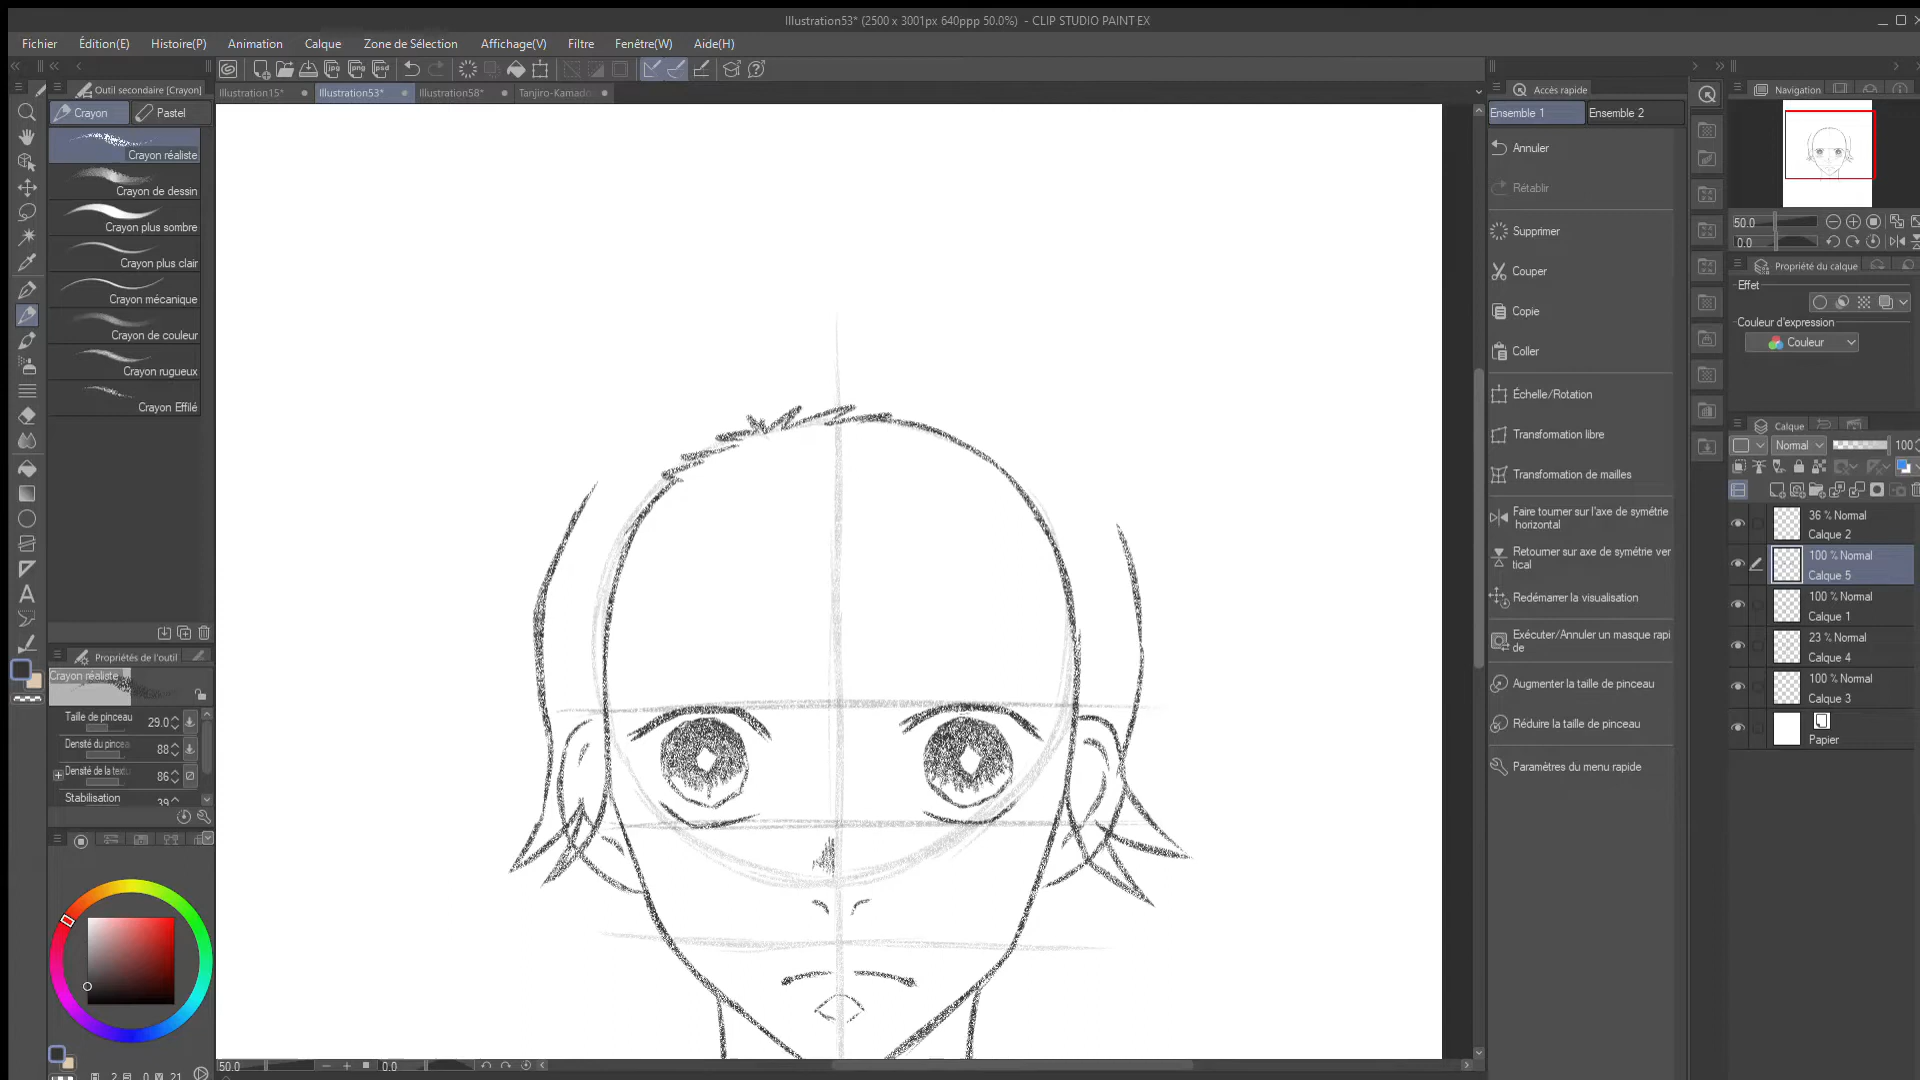 Illustration53* (2500 x 3001px 640ppp 50.0%) - CLIP STUDIO PAINT EX
Fichier Édition(E) Histoire(P) Animation Calque Zone de Sélection Affichage(V) Filtre Fenêtre(W) Aide(H)
Outil secondaire [Crayon]
Illustration15* Illustration53* Illustration58* Tanjiro-Kamado
Crayon Pastel
Crayon réaliste
Crayon de dessin
Crayon plus sombre
Crayon plus clair
Crayon mécanique
Crayon de couleur
Crayon rugueux
Crayon Effilé
Propriétés de l'outil
Crayon réaliste
Taille de pinceau 29.0
Densité du pincea 88
Densité de la textu 86
Stabilisation 39
50.0 0.0
Accès rapide
Ensemble 1 Ensemble 2
Annuler
Rétablir
Supprimer
Couper
Copie
Coller
Échelle/Rotation
Transformation libre
Transformation de mailles
Faire tourner sur l'axe de symétrie
horizontal
Retourner sur axe de symétrie ver
tical
Redémarrer la visualisation
Exécuter/Annuler un masque rapi
de
Augmenter la taille de pinceau
Réduire la taille de pinceau
Paramètres du menu rapide
Navigation
50.0
0.0
Propriété du calque
Effet
Couleur d'expression
Couleur
Calque
Normal 100
36 % Normal
Calque 2
100 % Normal
Calque 5
100 % Normal
Calque 1
23 % Normal
Calque 4
100 % Normal
Calque 3
Papier